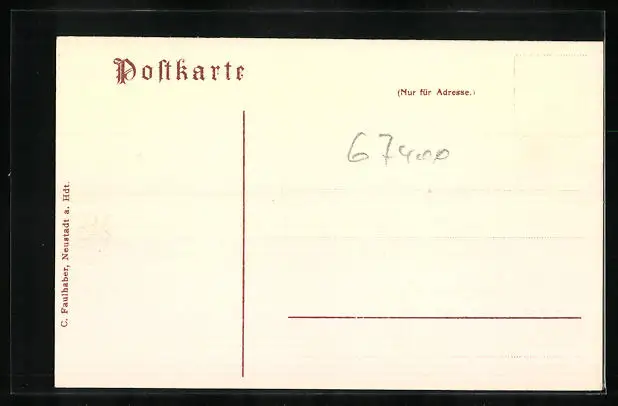 Postkarte
(Nur für Adresse.)
67400
C. Faulhaber, Neustadt a. Hdt.